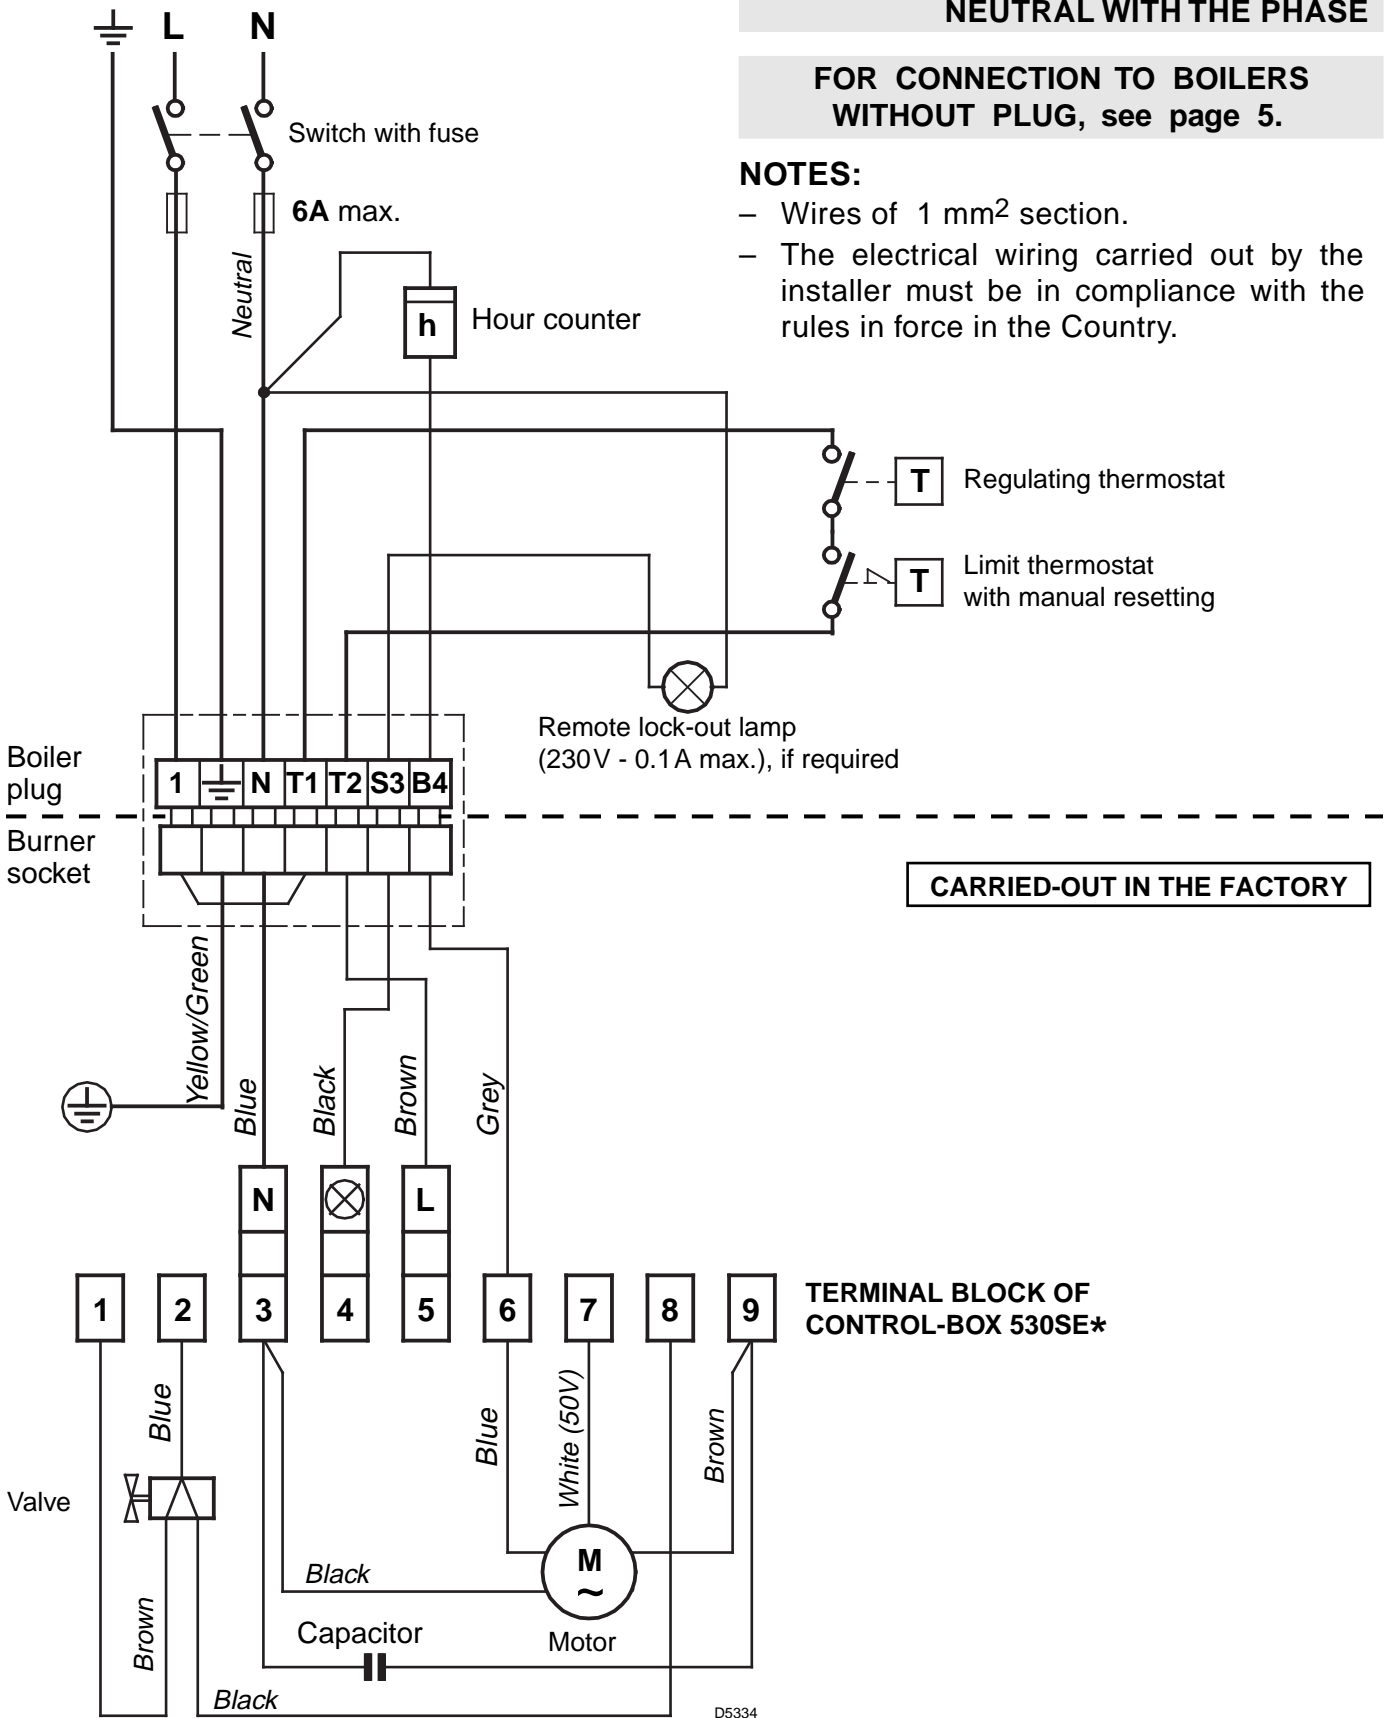 NEUTRAL WITH THE PHASE
FOR CONNECTION TO BOILERS
WITHOUT PLUG, see page 5.
NOTES:
– Wires of 1 mm2 section.
– The electrical wiring carried out by the
installer must be in compliance with the
rules in force in the Country.
L N
Switch with fuse
6A max.
Neutral
h Hour counter
T Regulating thermostat
T Limit thermostat
with manual resetting
Remote lock-out lamp
(230V - 0.1A max.), if required
Boiler
plug
1 N T1 T2 S3 B4
Burner
socket
CARRIED-OUT IN THE FACTORY
Yellow/Green
Blue
Black
Brown
Grey
N L
1 2 3 4 5 6 7 8 9
TERMINAL BLOCK OF
CONTROL-BOX 530SE*
Blue
Blue
White (50V)
Brown
Valve
M
~
Black
Brown
Capacitor
Motor
Black
D5334